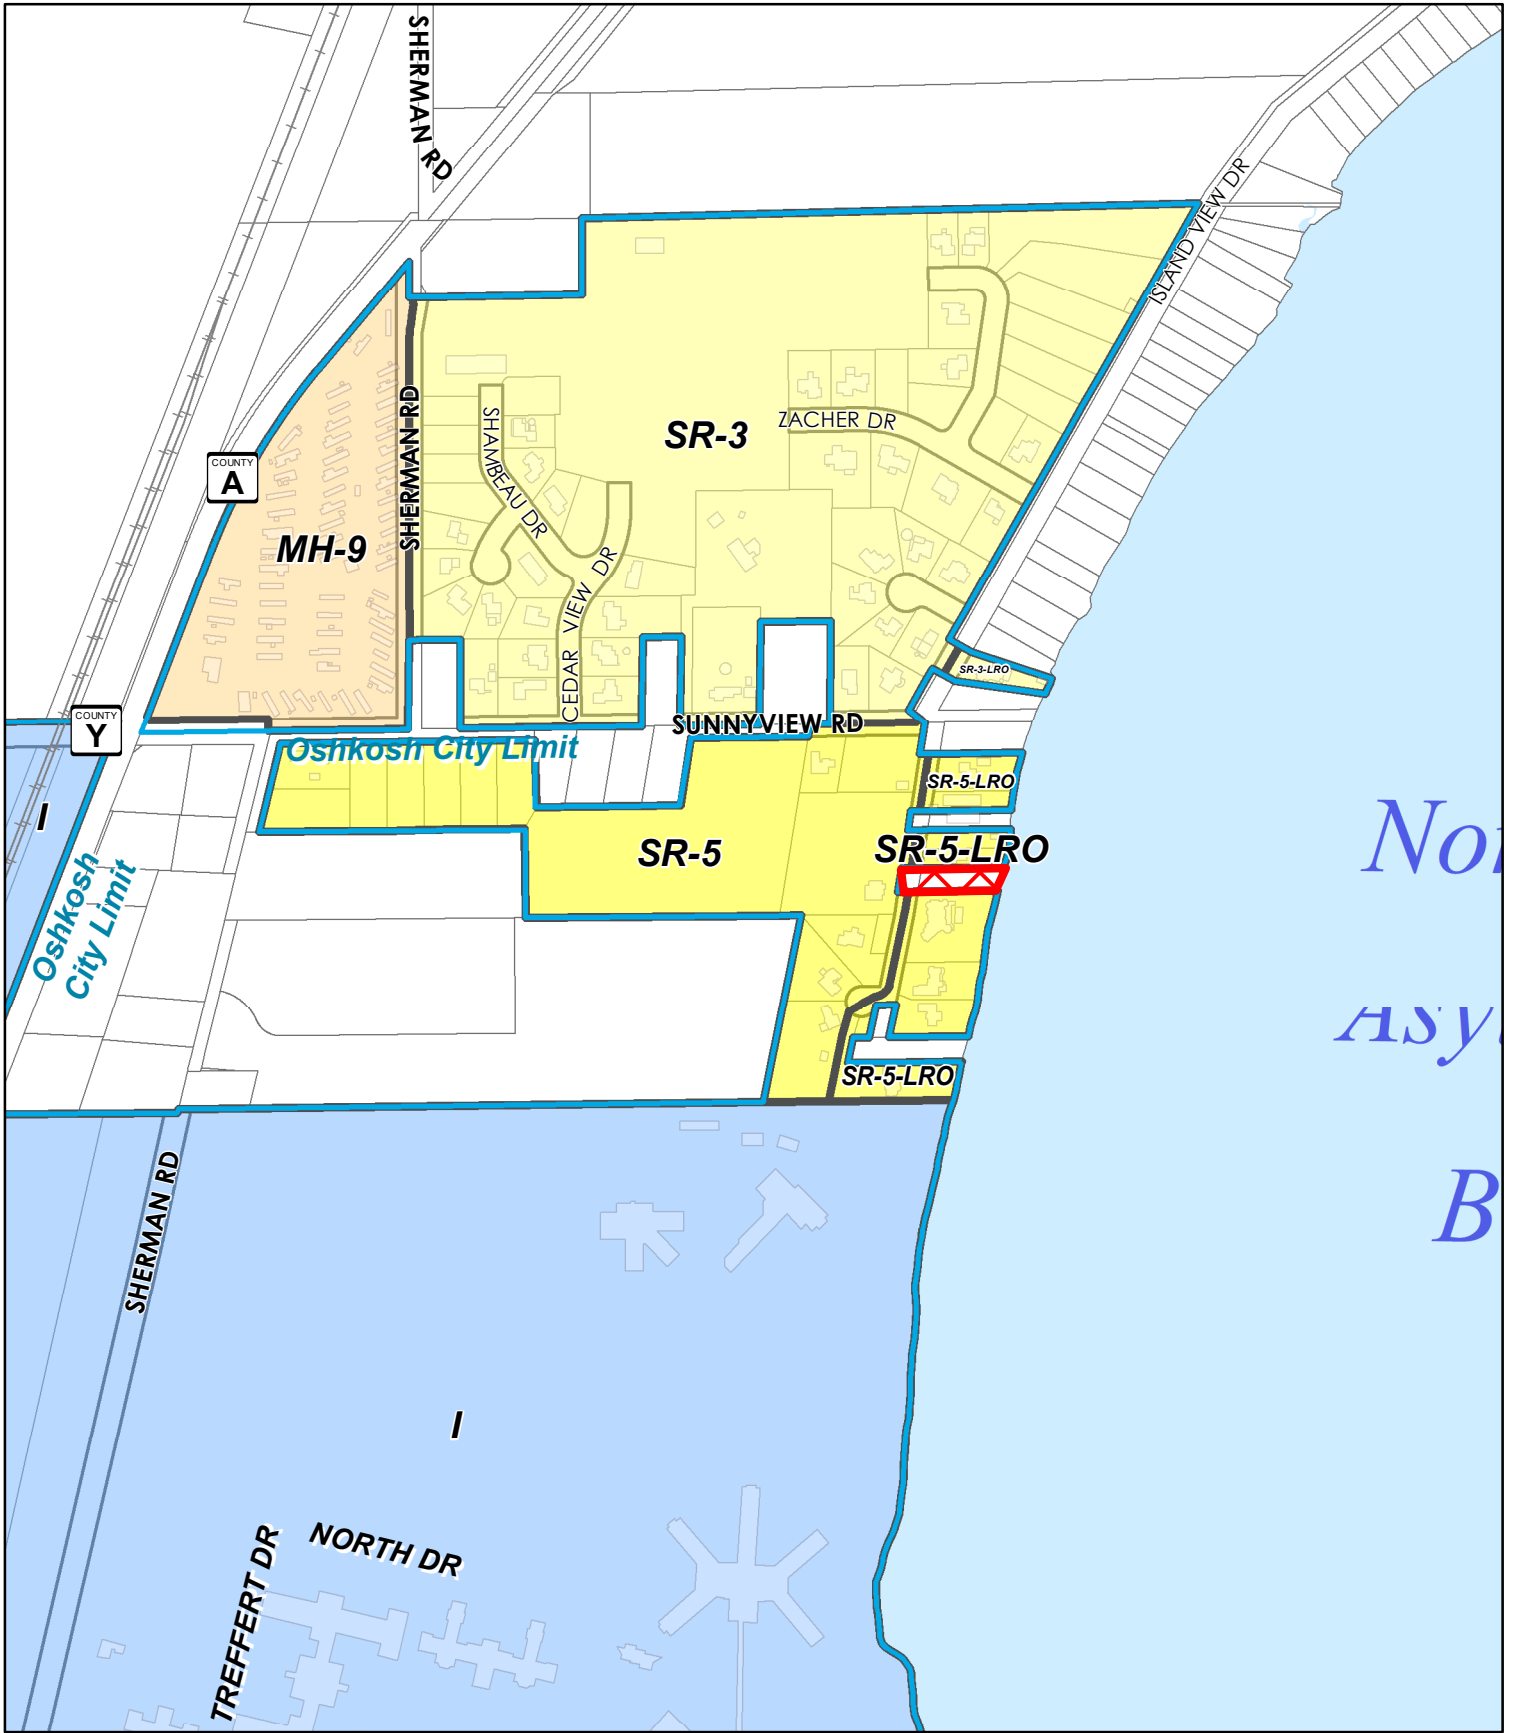 SHERMAN RD
ISLAND VIEW DR
SHERMAN RD
SHAMBEAU DR
SR-3
ZACHER DR
COUNTY
A
MH-9
CEDAR VIEW DR
SR-3-LRO
COUNTY
Y
SUNNYVIEW RD
Oshkosh City Limit
SR-5-LRO
I
SR-5
SR-5-LRO
Oshkosh
City Limit
SR-5-LRO
SHERMAN RD
I
NORTH DR
TREFFERT DR
No
Asy
B